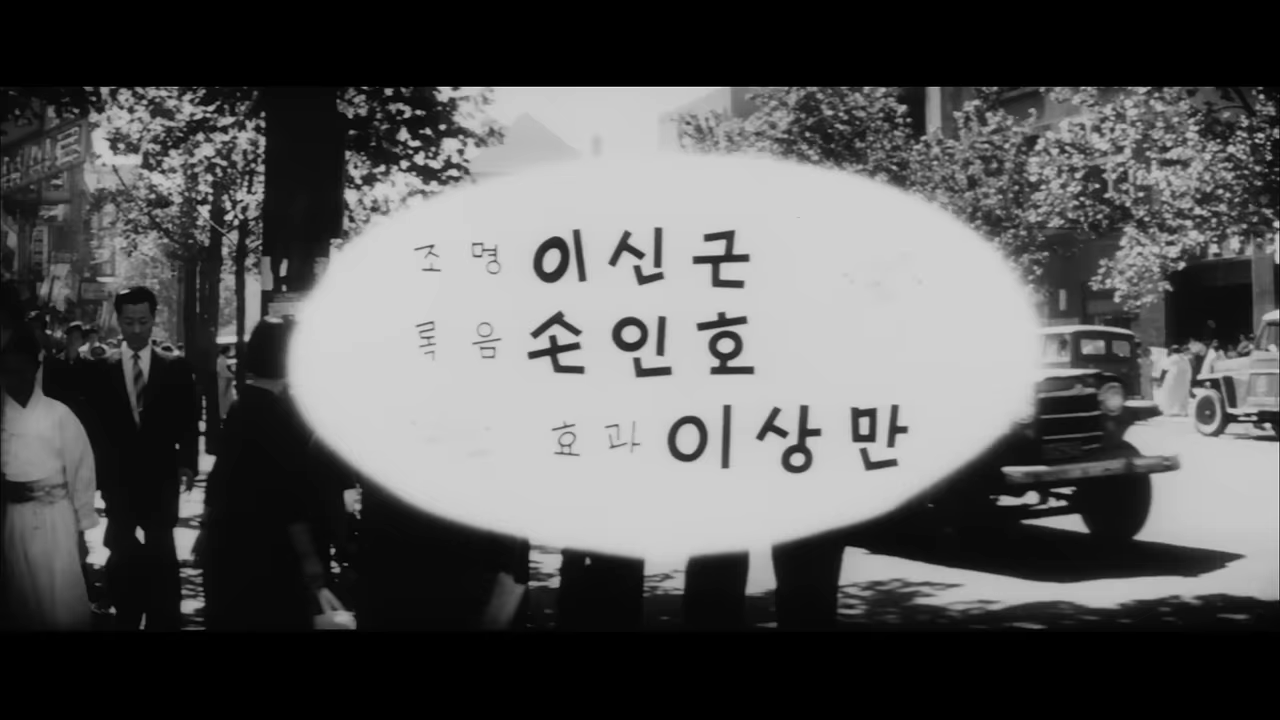 조 명 이신근
록 음 손인호
효과 이상만